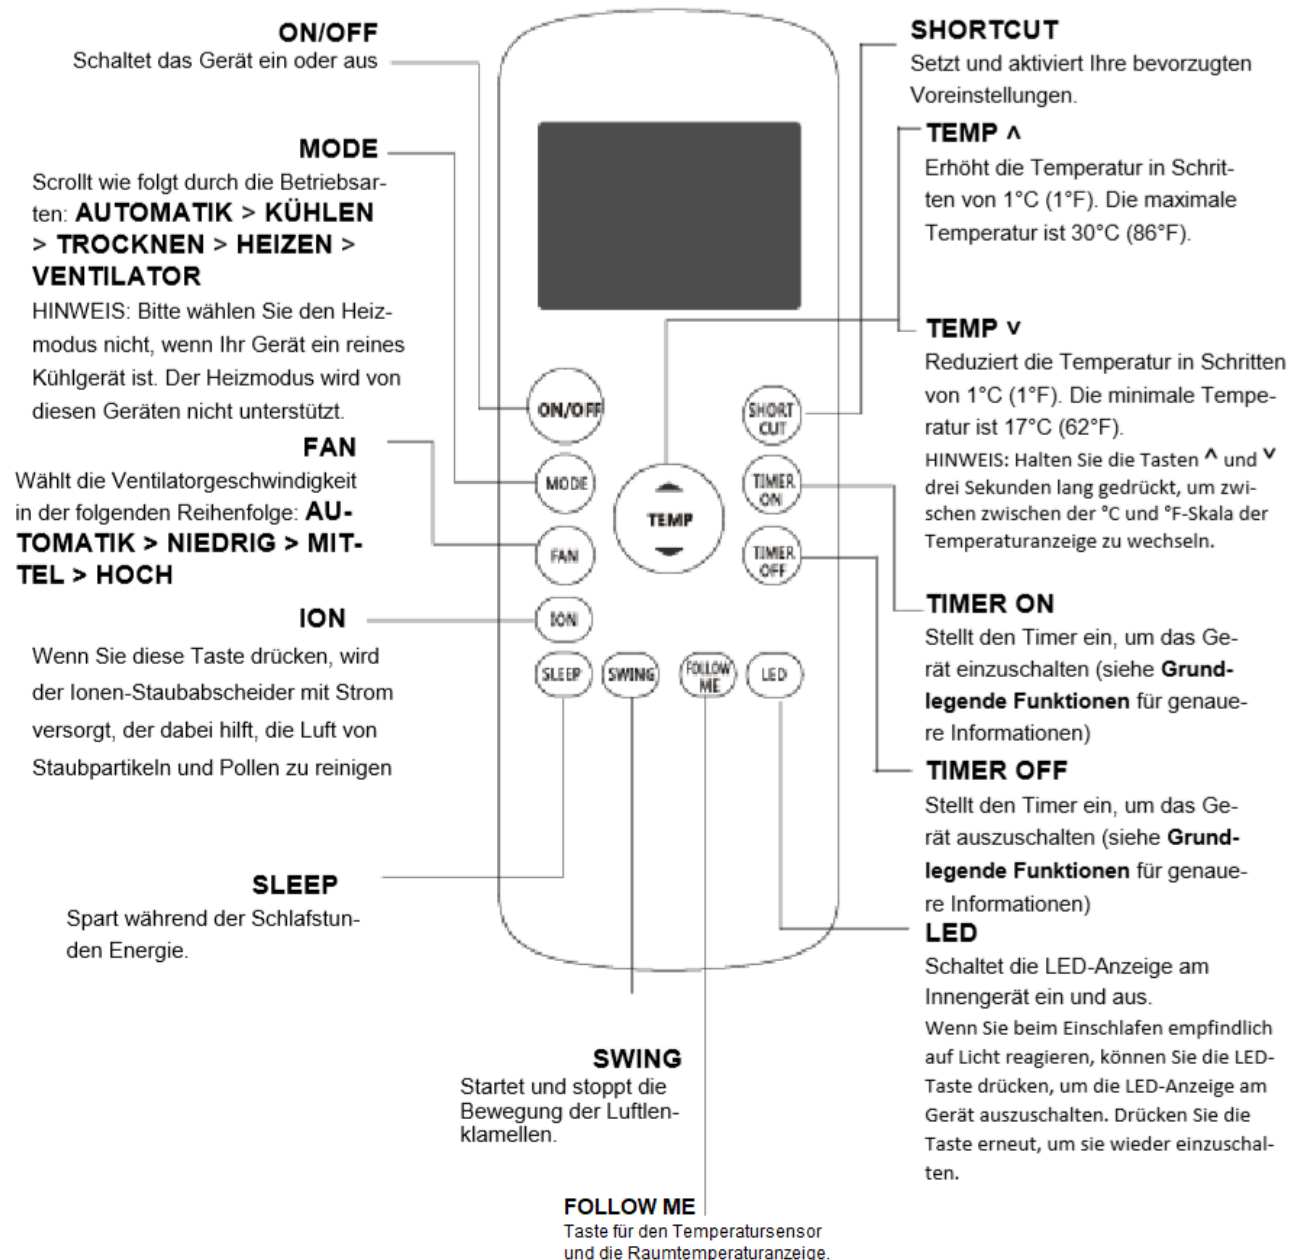 ON/OFF
Schaltet das Gerät ein oder aus
MODE
Scrollt wie folgt durch die Betriebsar-
ten: AUTOMATIK > KÜHLEN
> TROCKNEN > HEIZEN >
VENTILATOR
HINWEIS: Bitte wählen Sie den Heiz-
modus nicht, wenn Ihr Gerät ein reines
Kühlgerät ist. Der Heizmodus wird von
diesen Geräten nicht unterstützt.
FAN
Wählt die Ventilatorgeschwindigkeit
in der folgenden Reihenfolge: AU-
TOMATIK > NIEDRIG > MIT-
TEL > HOCH
ION
Wenn Sie diese Taste drücken, wird
der Ionen-Staubabscheider mit Strom
versorgt, der dabei hilft, die Luft von
Staubpartikeln und Pollen zu reinigen
SLEEP
Spart während der Schlafstun-
den Energie.
ON/OFF
MODE
FAN
ION
SLEEP
SWING
FOLLOW
ME
LED
TEMP
SHORT
CUT
TIMER
ON
TIMER
OFF
SWING
Startet und stoppt die
Bewegung der Luftlen-
klamellen.
FOLLOW ME
Taste für den Temperatursensor
und die Raumtemperaturanzeige.
SHORTCUT
Setzt und aktiviert Ihre bevorzugten
Voreinstellungen.
TEMP ˄
Erhöht die Temperatur in Schrit-
ten von 1°C (1°F). Die maximale
Temperatur ist 30°C (86°F).
TEMP ˅
Reduziert die Temperatur in Schritten
von 1°C (1°F). Die minimale Tempe-
ratur ist 17°C (62°F).
HINWEIS: Halten Sie die Tasten ˄ und ˅
drei Sekunden lang gedrückt, um zwi-
schen zwischen der °C und °F-Skala der
Temperaturanzeige zu wechseln.
TIMER ON
Stellt den Timer ein, um das Ge-
rät einzuschalten (siehe Grund-
legende Funktionen für genaue-
re Informationen)
TIMER OFF
Stellt den Timer ein, um das Ge-
rät auszuschalten (siehe Grund-
legende Funktionen für genaue-
re Informationen)
LED
Schaltet die LED-Anzeige am
Innengerät ein und aus.
Wenn Sie beim Einschlafen empfindlich
auf Licht reagieren, können Sie die LED-
Taste drücken, um die LED-Anzeige am
Gerät auszuschalten. Drücken Sie die
Taste erneut, um sie wieder einzuschal-
ten.